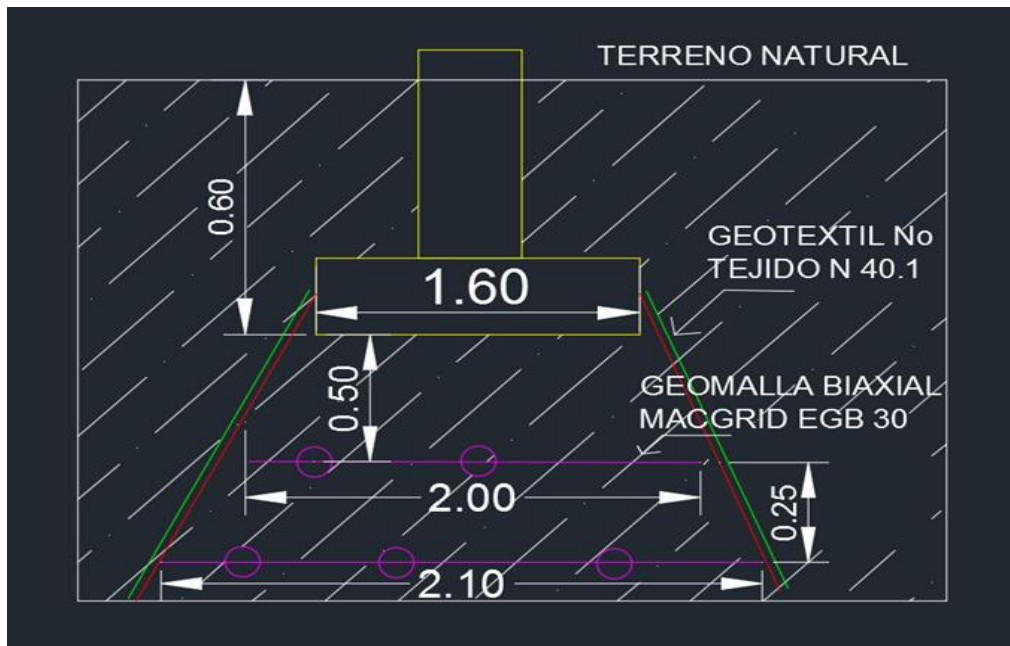 TERRENO NATURAL
0.60
GEOTEXTIL No
TEJIDO N 40.1
1.60
0.50
GEOMALLA BIAXIAL
MACGRID EGB 30
2.00
0.25
2.10